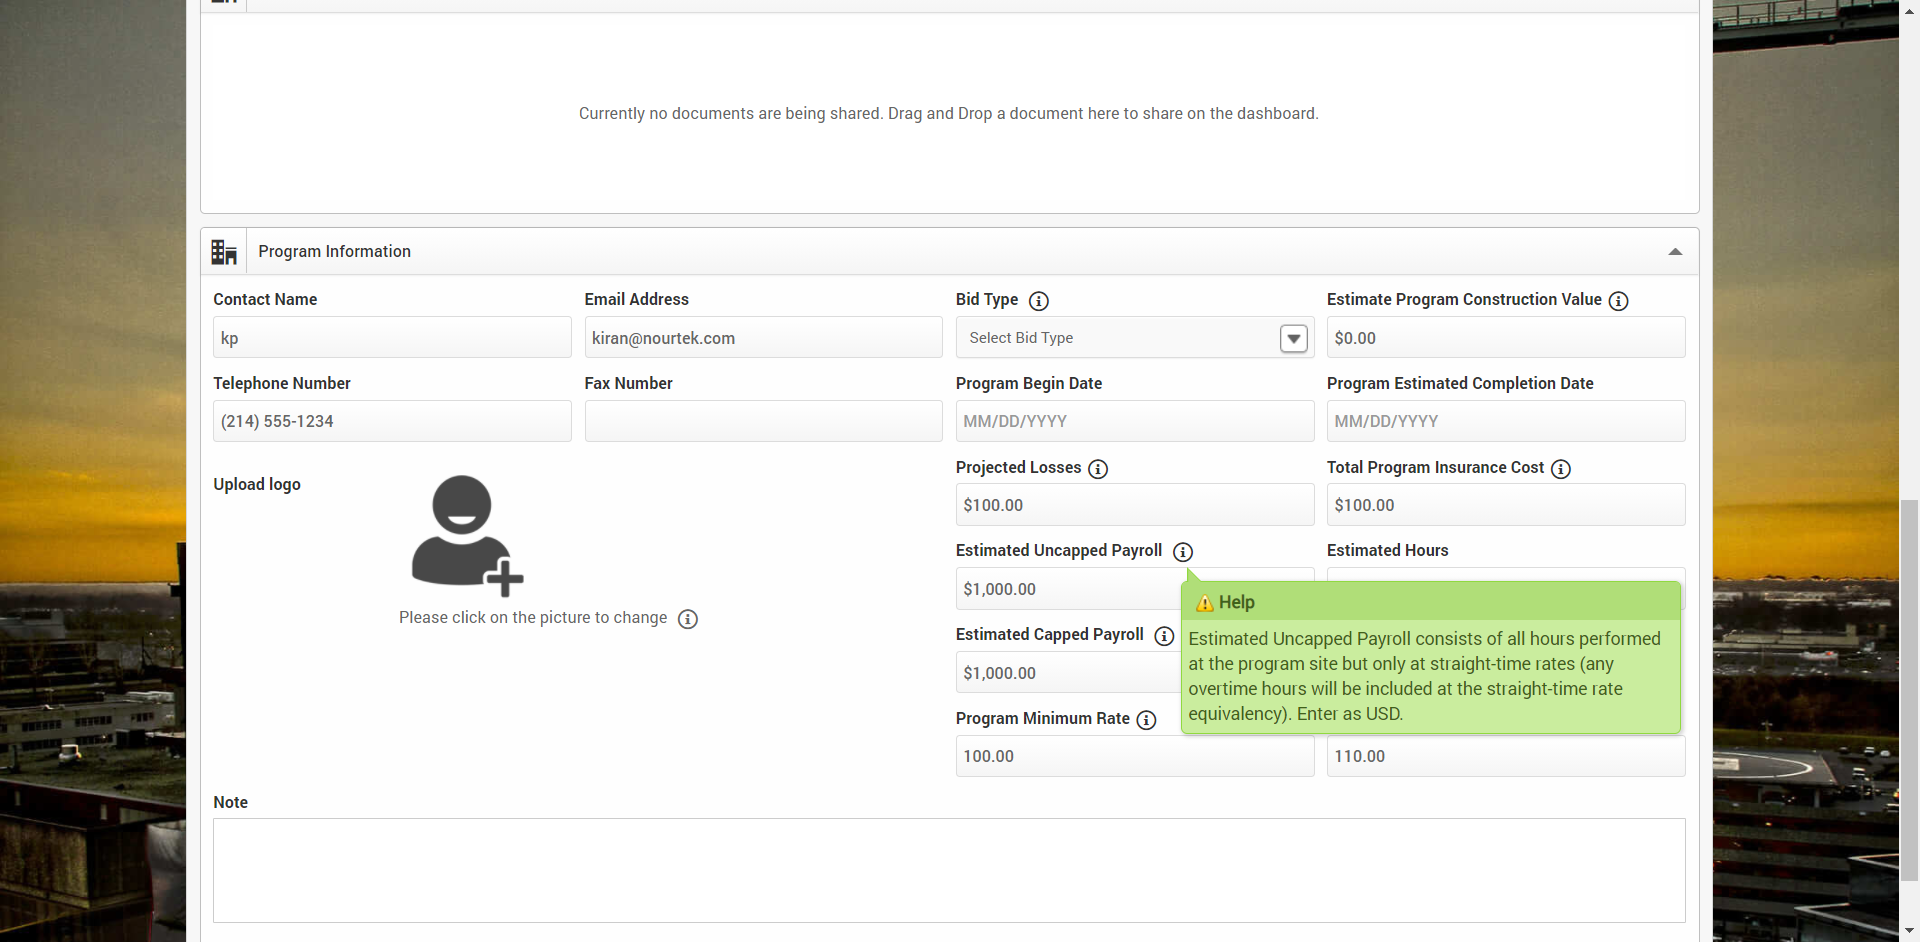 Currently no documents are being shared. Drag and Drop a document here to share on the dashboard.
Program Information
Contact Name
Email Address
Bid Type
Estimate Program Construction Value
kp
kiran@nourtek.com
Select Bid Type
$0.00
Telephone Number
Fax Number
Program Begin Date
Program Estimated Completion Date
(214) 555-1234
MM/DD/YYYY
MM/DD/YYYY
Upload logo
Please click on the picture to change
Projected Losses
Total Program Insurance Cost
$100.00
$100.00
Estimated Uncapped Payroll
Estimated Hours
$1,000.00
Help
Estimated Uncapped Payroll consists of all hours performed
at the program site but only at straight-time rates (any
overtime hours will be included at the straight-time rate
equivalency). Enter as USD.
Estimated Capped Payroll
$1,000.00
Program Minimum Rate
100.00
110.00
Note